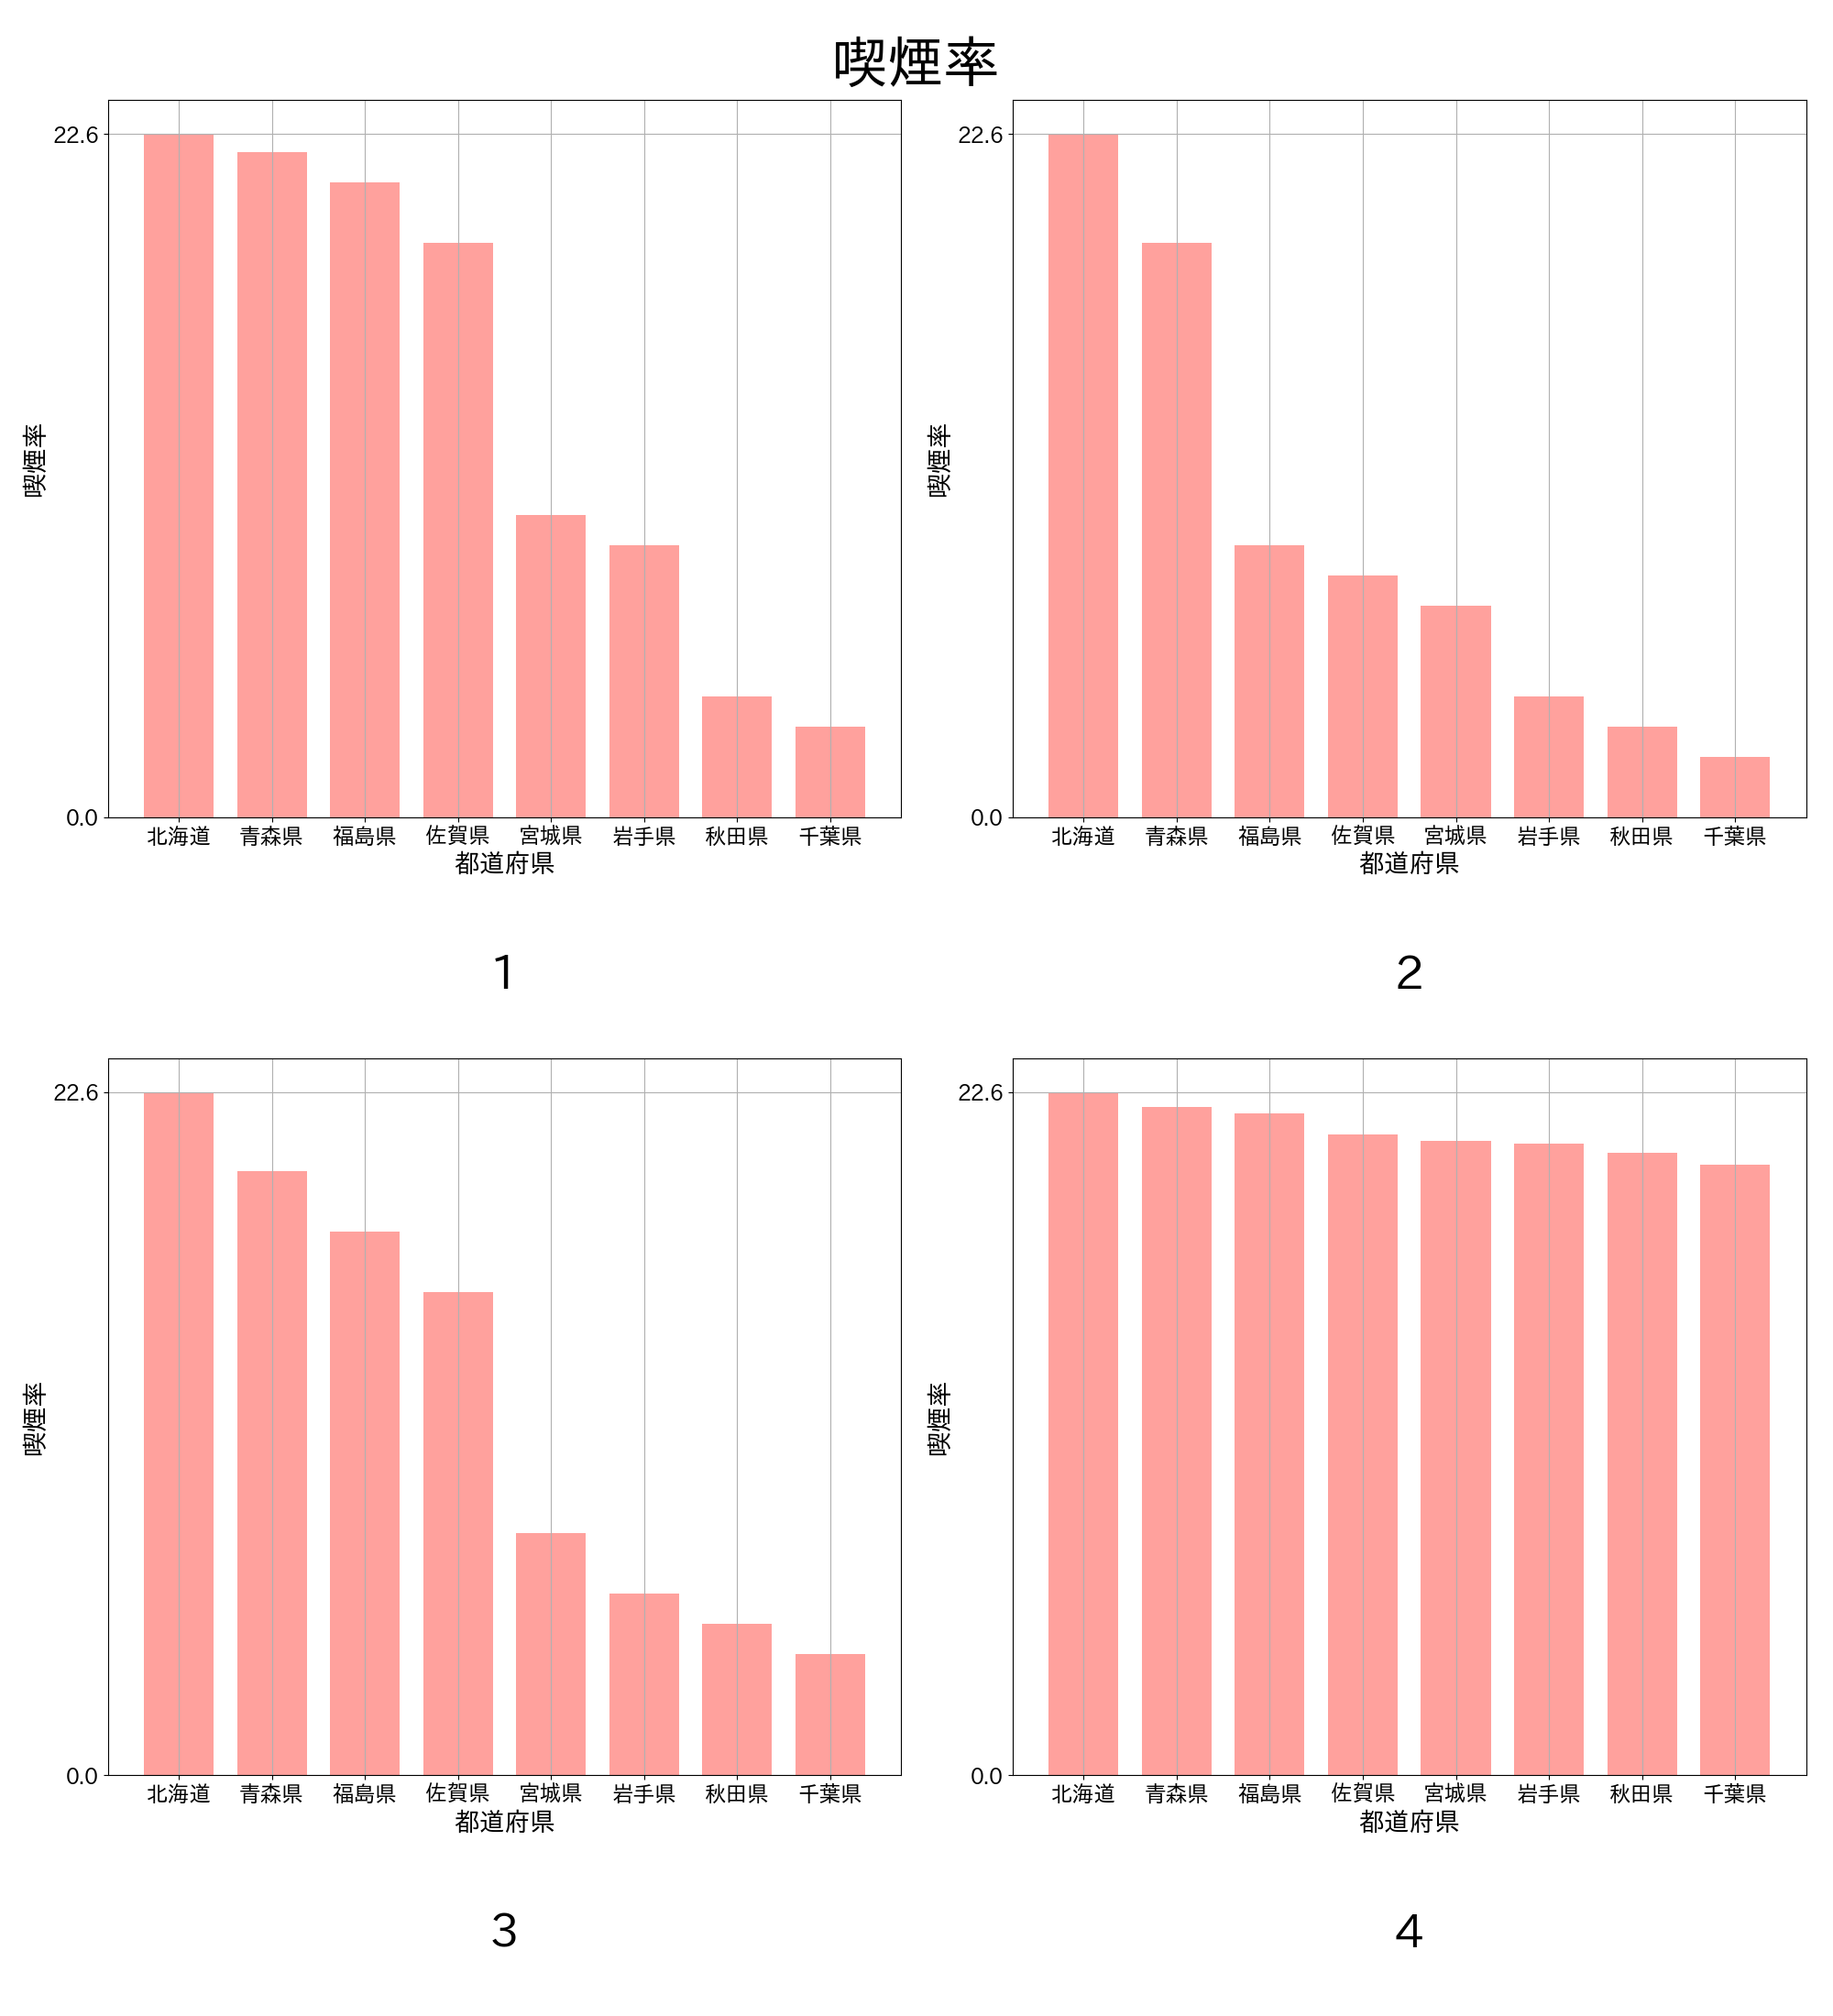 喫煙率
22.6
喫煙率
0.0
北海道 青森県 福島県 佐賀県 宮城県 岩手県 秋田県 千葉県
都道府県
1
22.6
喫煙率
0.0
北海道 青森県 福島県 佐賀県 宮城県 岩手県 秋田県 千葉県
都道府県
2
22.6
喫煙率
0.0
北海道 青森県 福島県 佐賀県 宮城県 岩手県 秋田県 千葉県
都道府県
3
22.6
喫煙率
0.0
北海道 青森県 福島県 佐賀県 宮城県 岩手県 秋田県 千葉県
都道府県
4